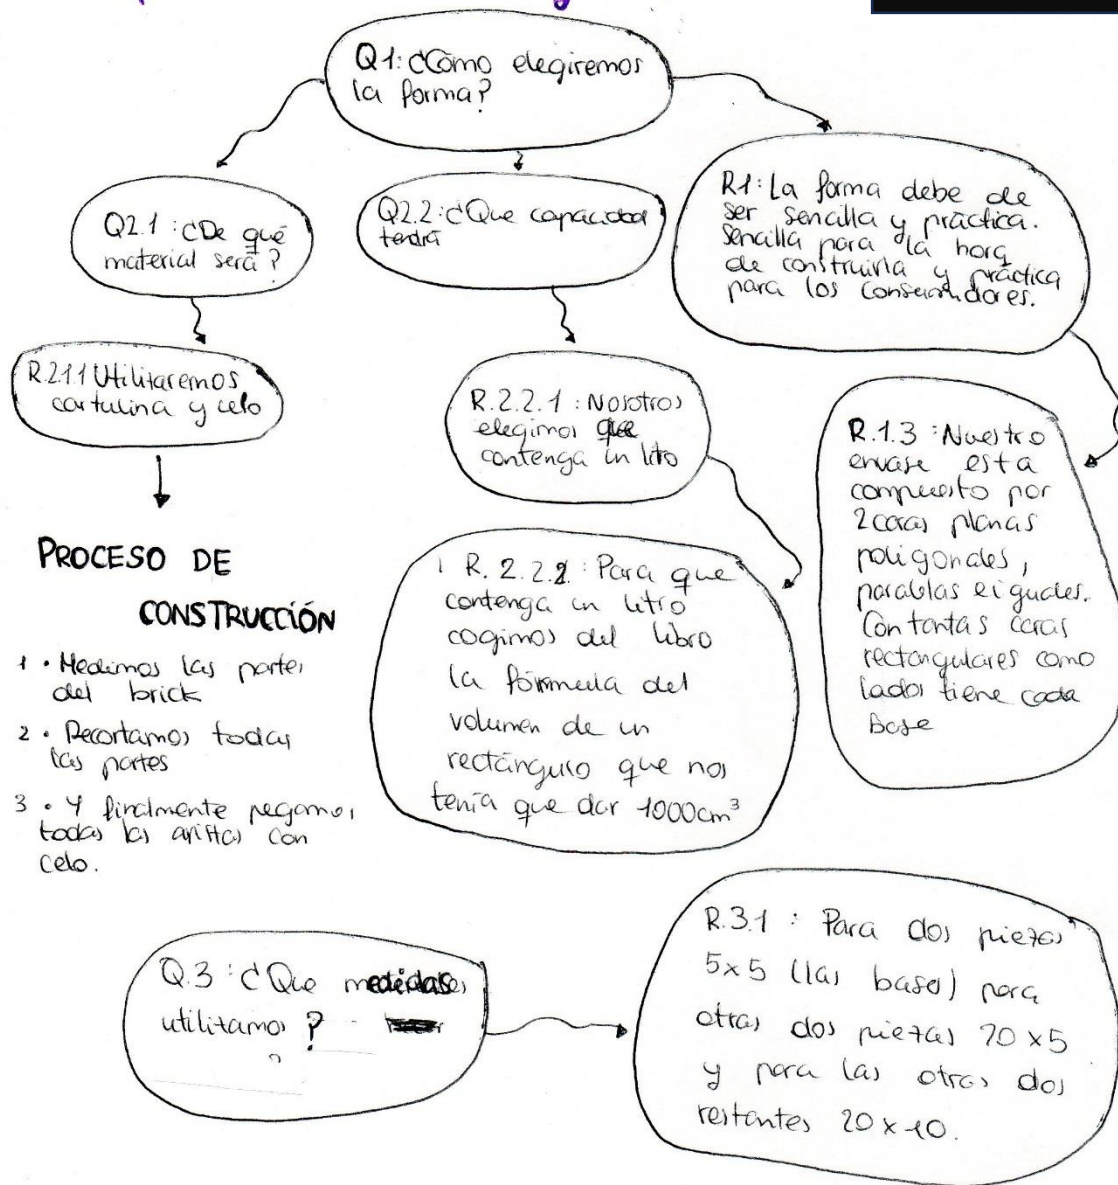 Q1: ¿Cómo elegiremos
la forma?
Q2.1: ¿De qué
material será?
Q2.2: ¿Que capacidad
tendrá
R1: La forma debe de
ser sencilla y práctica.
sencilla para la hora
de construirla y práctica
para los consumidores.
R.2.1.1 Utilizaremos
cartulina y celo
R.2.2.1: Nosotros
elegimos que
contenga un litro
R.1.3: Nuestro
envase esta
compuesto por
2 caras planas
poligonales,
paralelas e iguales.
Con tantas caras
rectangulares como
lados tiene cada
Base
R. 2.2.2: Para que
contenga un litro
cogimos del libro
la fórmula del
volumen de un
rectángulo que nos
tenía que dar 1000cm³
PROCESO DE
CONSTRUCCIÓN
1 • Medimos las partes
del brick
2 • Recortamos todas
las partes
3 • Y finalmente pegamos
todas las aristas con
celo.
Q.3: ¿Que medidas
utilizamos?
R.3.1: Para dos piezas
5x5 (las bases) para
otras dos piezas 20x5
y para las otras dos
restantes 20x10.